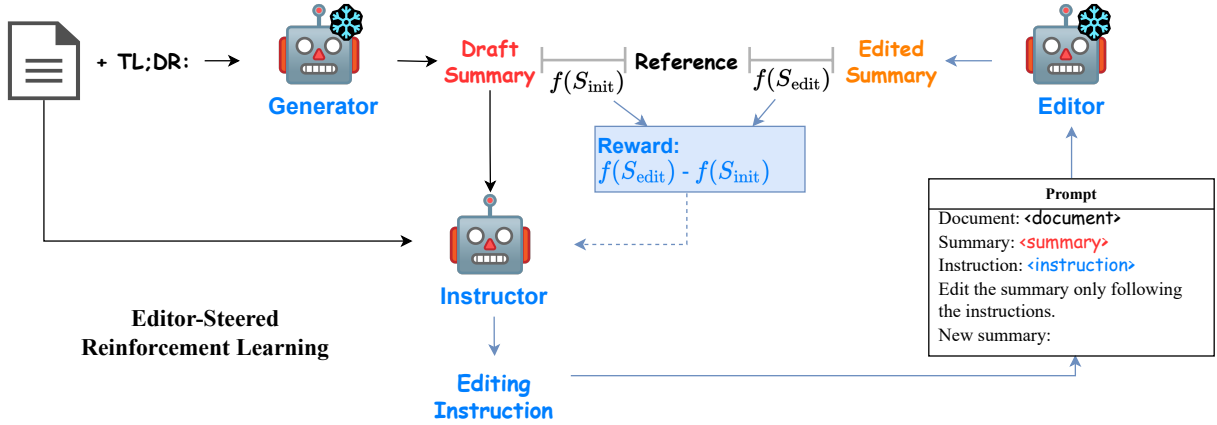 + TL;DR:
Generator
Draft
Summary
f(S_init)
Reference
f(S_edit)
Edited
Summary
Editor
Reward:
f(S_edit) - f(S_init)
Instructor
Editor-Steered
Reinforcement Learning
Editing
Instruction
Prompt
Document: <document>
Summary: <summary>
Instruction: <instruction>
Edit the summary only following
the instructions.
New summary: